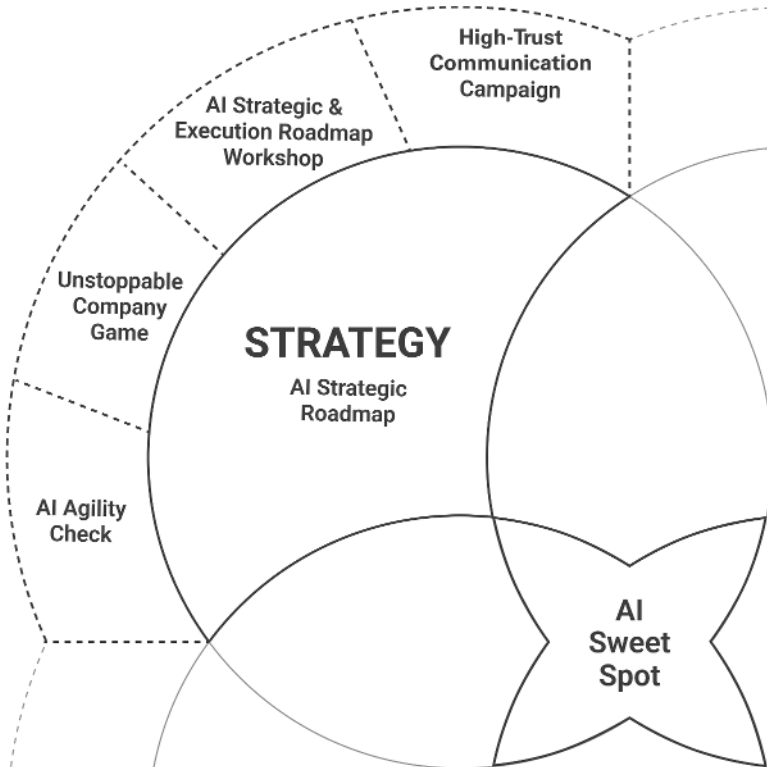 High-Trust
Communication
Campaign
AI Strategic &
Execution Roadmap
Workshop
Unstoppable
Company
Game
STRATEGY
AI Strategic
Roadmap
AI Agility
Check
AI
Sweet
Spot